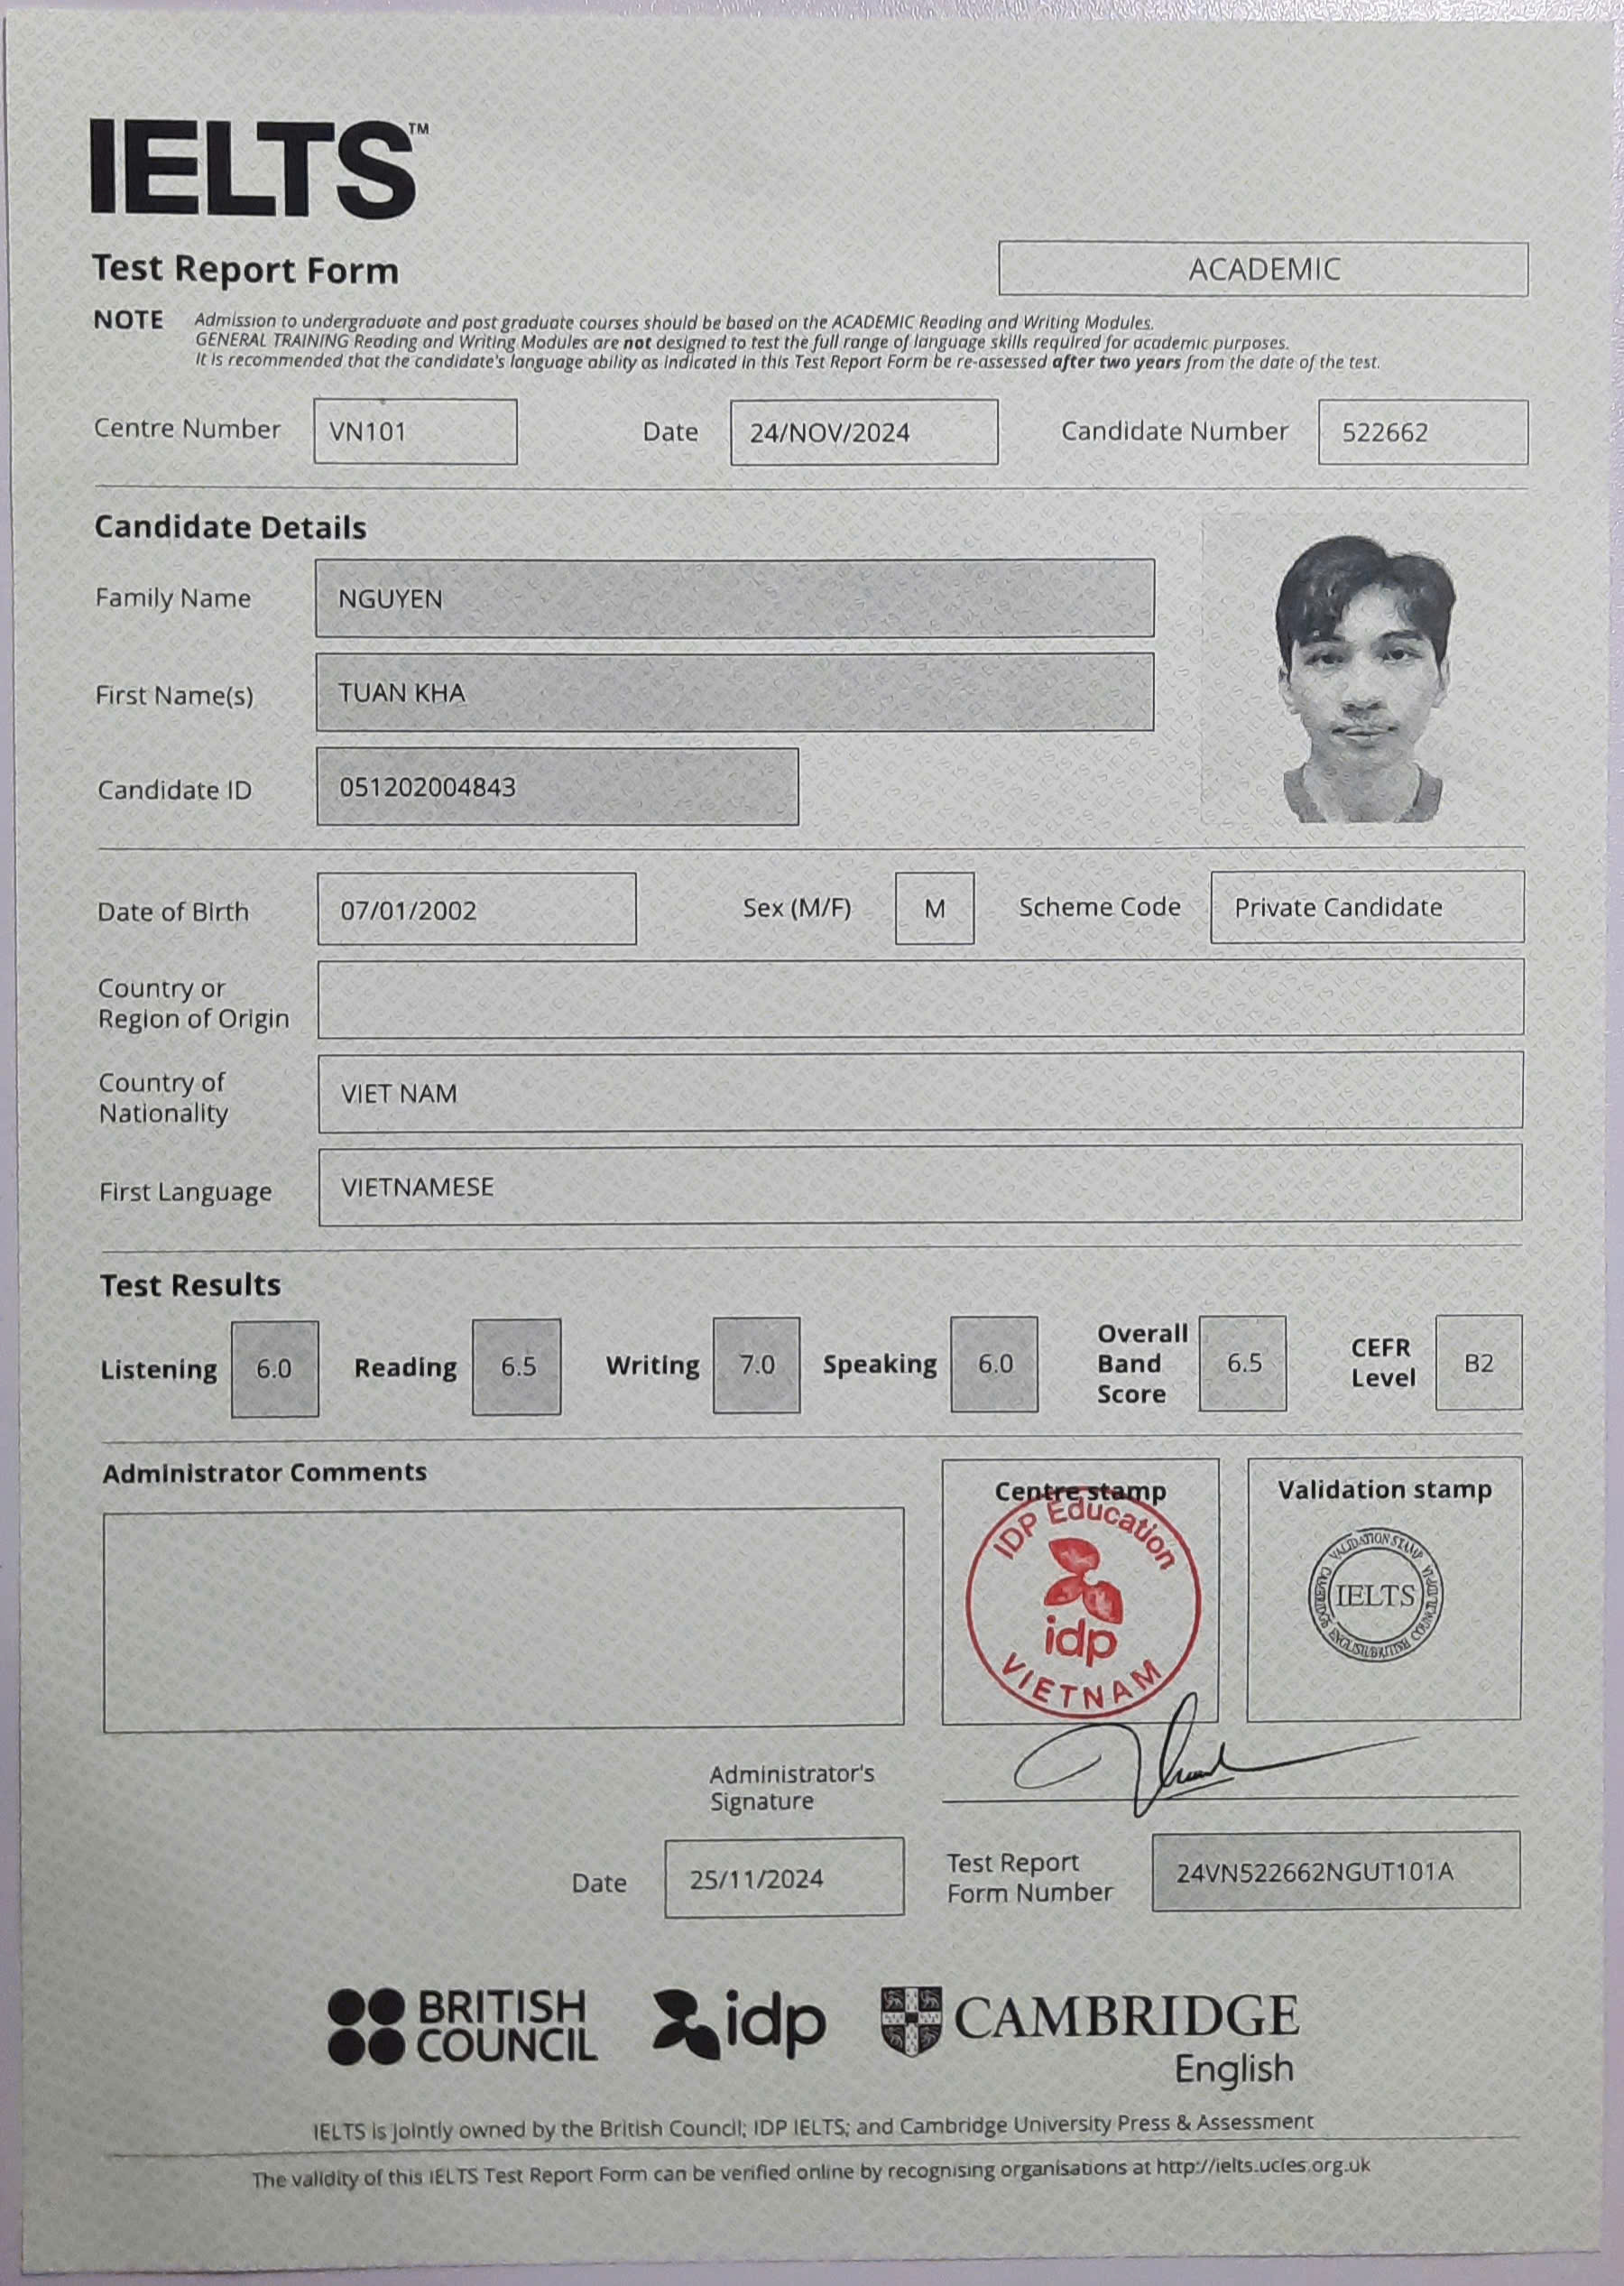 IELTS™
Test Report Form
ACADEMIC
NOTE Admission to undergraduate and post graduate courses should be based on the ACADEMIC Reading and Writing Modules.
GENERAL TRAINING Reading and Writing Modules are not designed to test the full range of language skills required for academic purposes.
It is recommended that the candidate's language ability as indicated in this Test Report Form be re-assessed after two years from the date of the test.
Centre Number VN101 Date 24/NOV/2024 Candidate Number 522662
Candidate Details
Family Name NGUYEN
First Name(s) TUAN KHA
Candidate ID 051202004843
Date of Birth 07/01/2002 Sex (M/F) M Scheme Code Private Candidate
Country or
Region of Origin
Country of
Nationality VIET NAM
First Language VIETNAMESE
Test Results
Listening 6.0 Reading 6.5 Writing 7.0 Speaking 6.0 Overall Band Score 6.5 CEFR Level B2
Administrator Comments
Centre stamp
IDP Education
idp
VIETNAM
Validation stamp
VALIDATION STAMP
IELTS
Administrator's
Signature
Date 25/11/2024
Test Report
Form Number 24VN522662NGUT101A
BRITISH
COUNCIL
idp
CAMBRIDGE
English
IELTS is jointly owned by the British Council; IDP IELTS; and Cambridge University Press & Assessment
The validity of this IELTS Test Report Form can be verified online by recognising organisations at http://ielts.ucles.org.uk